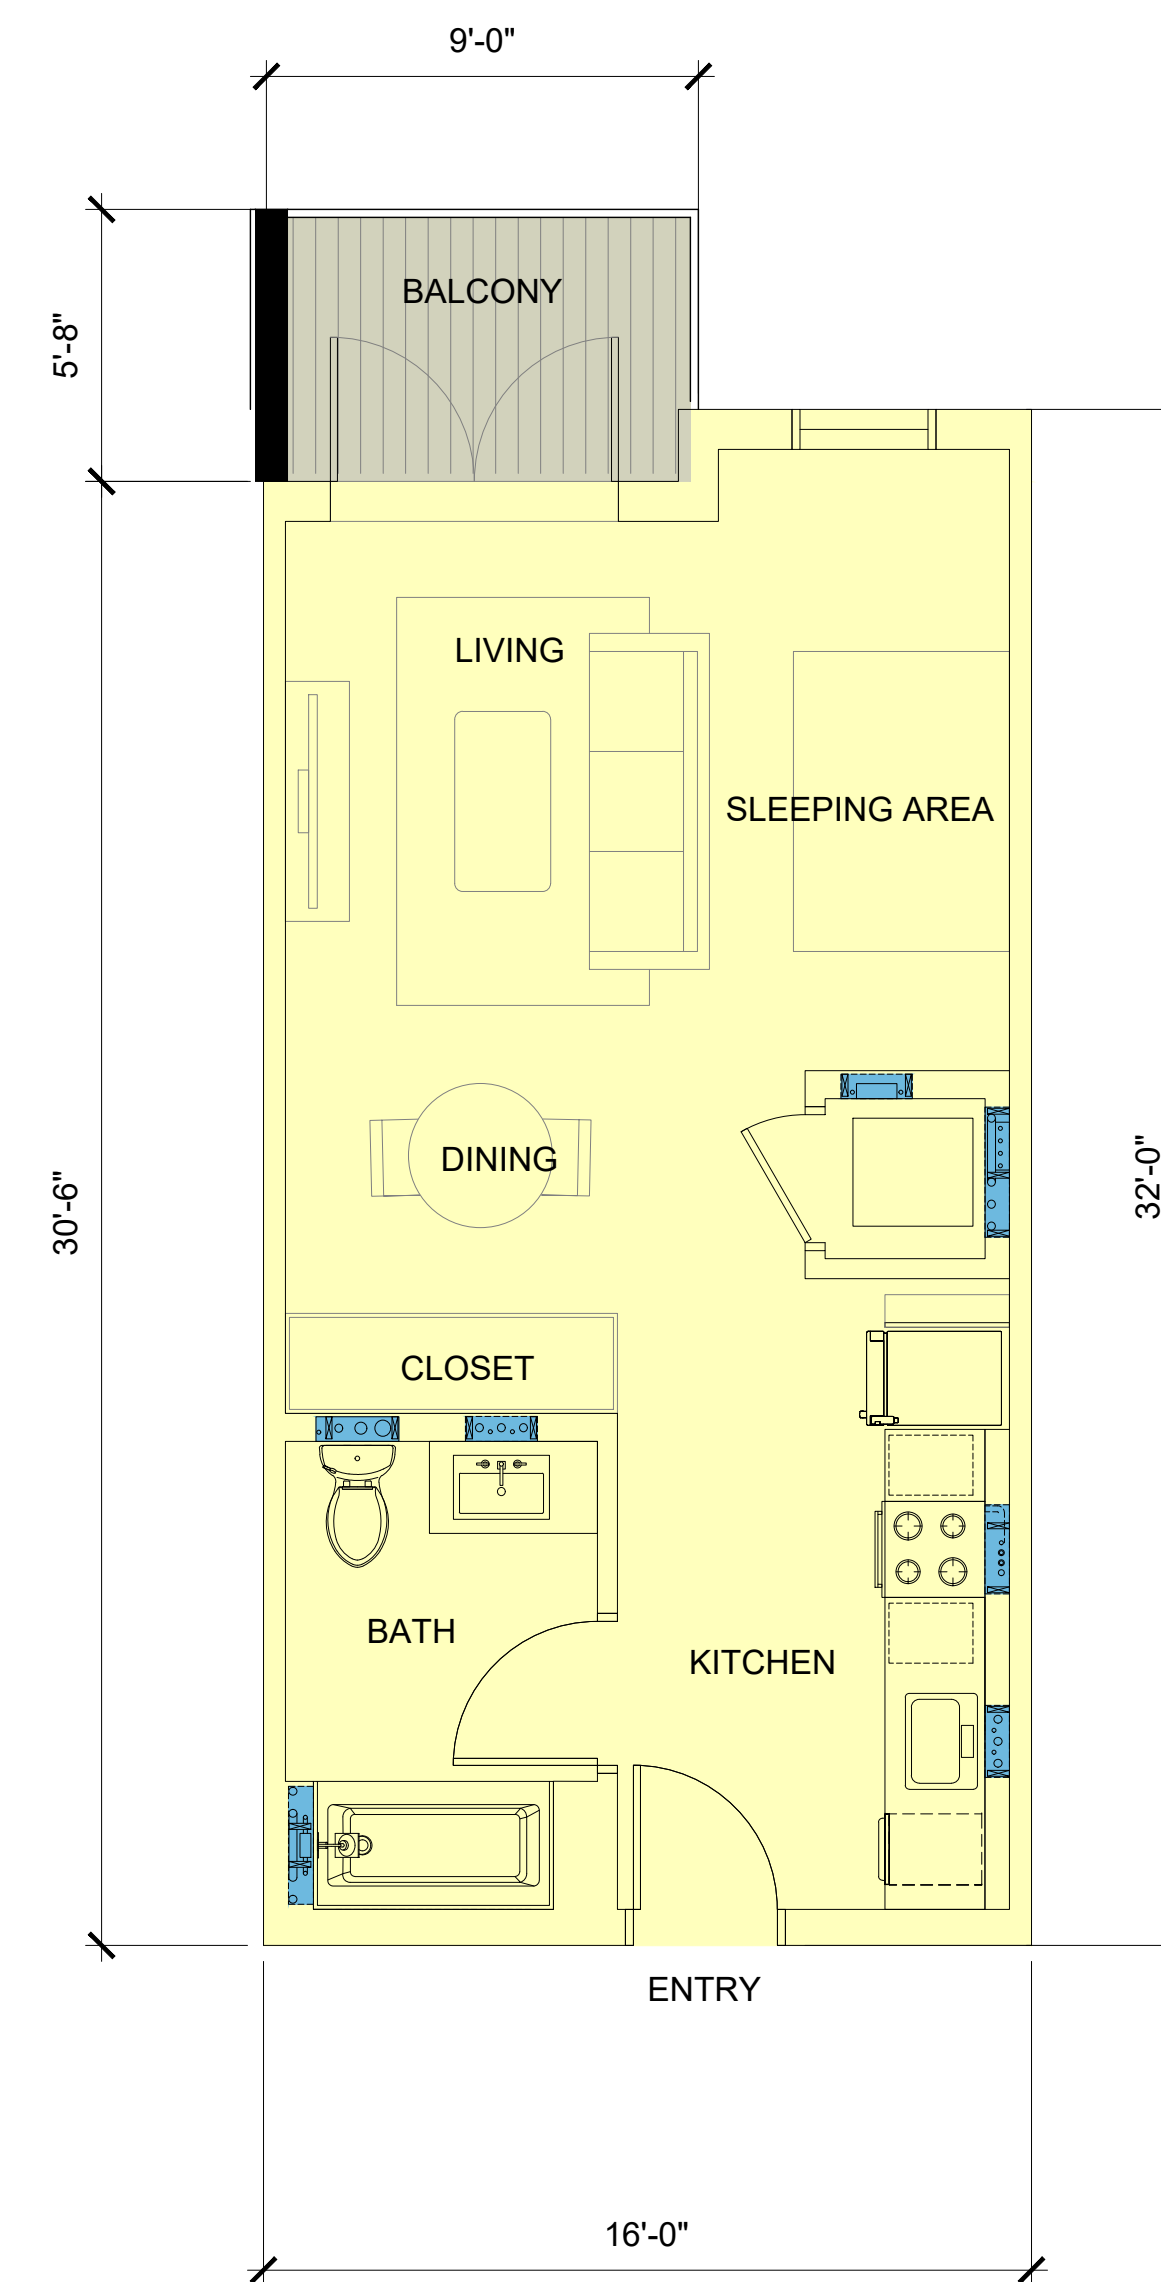 9'-0"
5'-8"
BALCONY
LIVING
SLEEPING AREA
DINING
30'-6"
32'-0"
CLOSET
BATH
KITCHEN
ENTRY
16'-0"